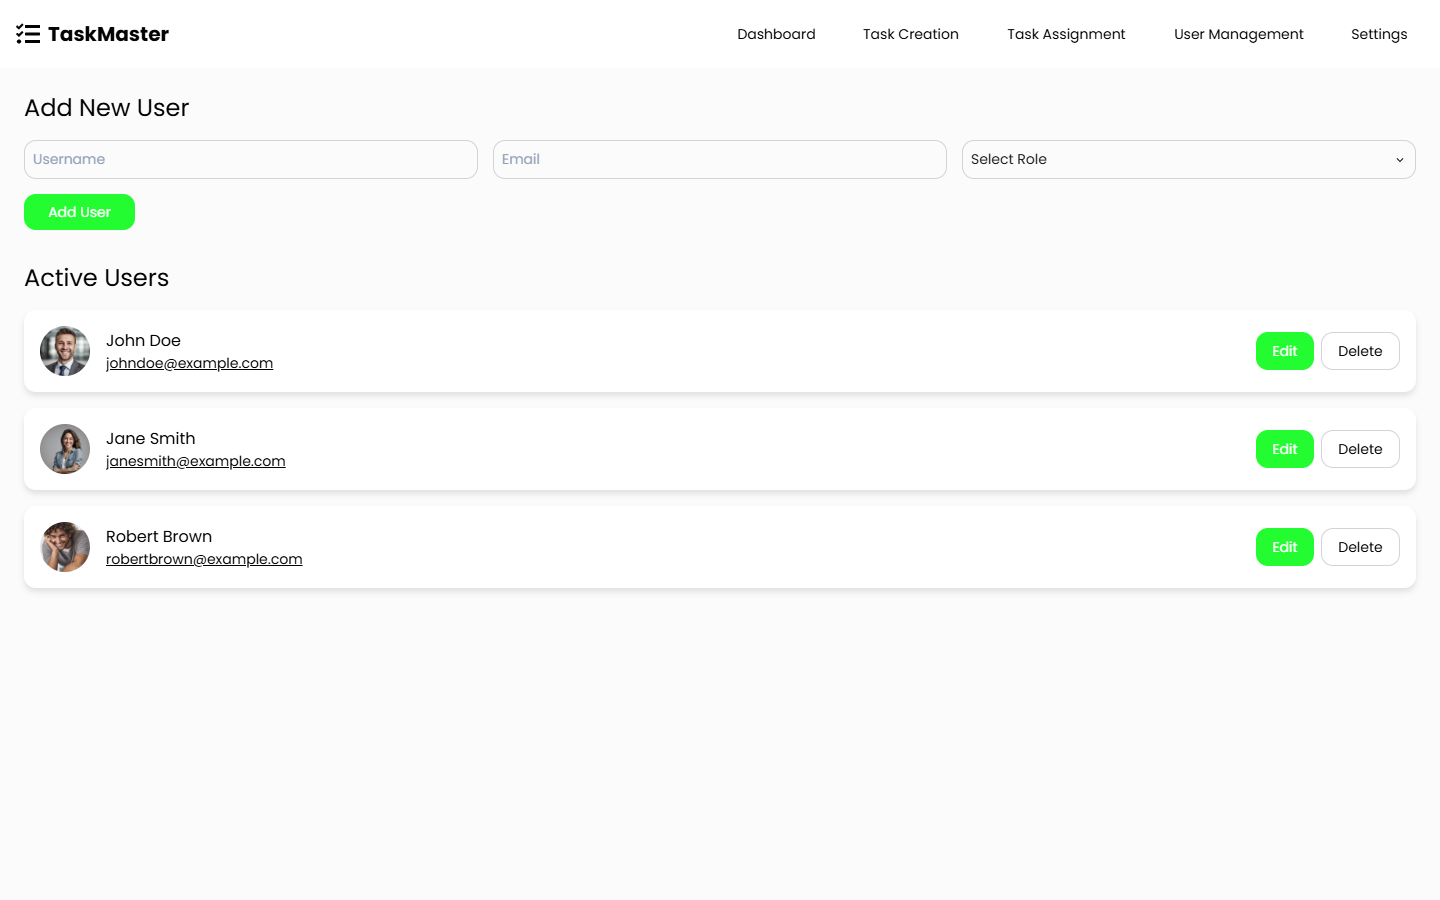 TaskMaster
Dashboard
Task Creation
Task Assignment
User Management
Settings
Add New User
Username
Email
Select Role
Add User
Active Users
John Doe
johndoe@example.com
Edit
Delete
Jane Smith
janesmith@example.com
Edit
Delete
Robert Brown
robertbrown@example.com
Edit
Delete